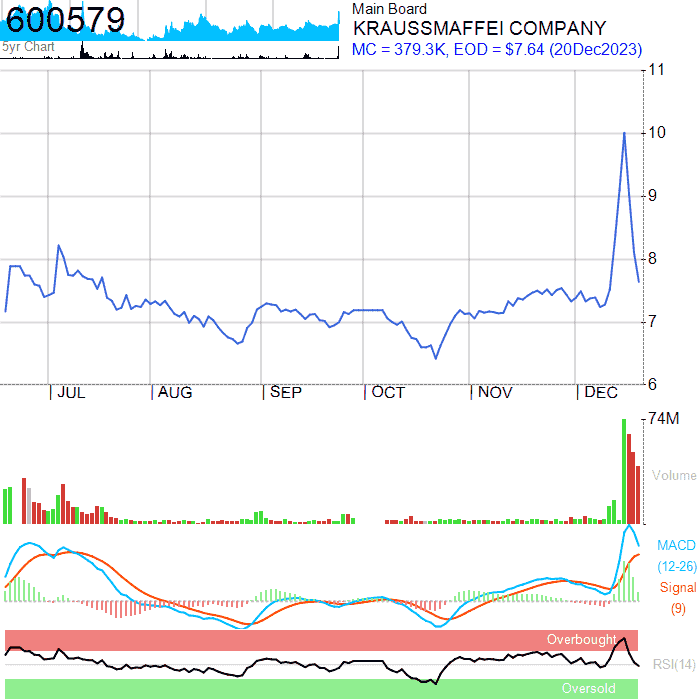 600579
5yr Chart
Main Board
KRAUSSMAFFEI COMPANY
MC = 379.3K, EOD = $7.64 (20Dec2023)
11
10
9
8
7
6
JUL AUG SEP OCT NOV DEC
74M
Volume
MACD
(12-26)
Signal
(9)
Overbought
RSI(14)
Oversold